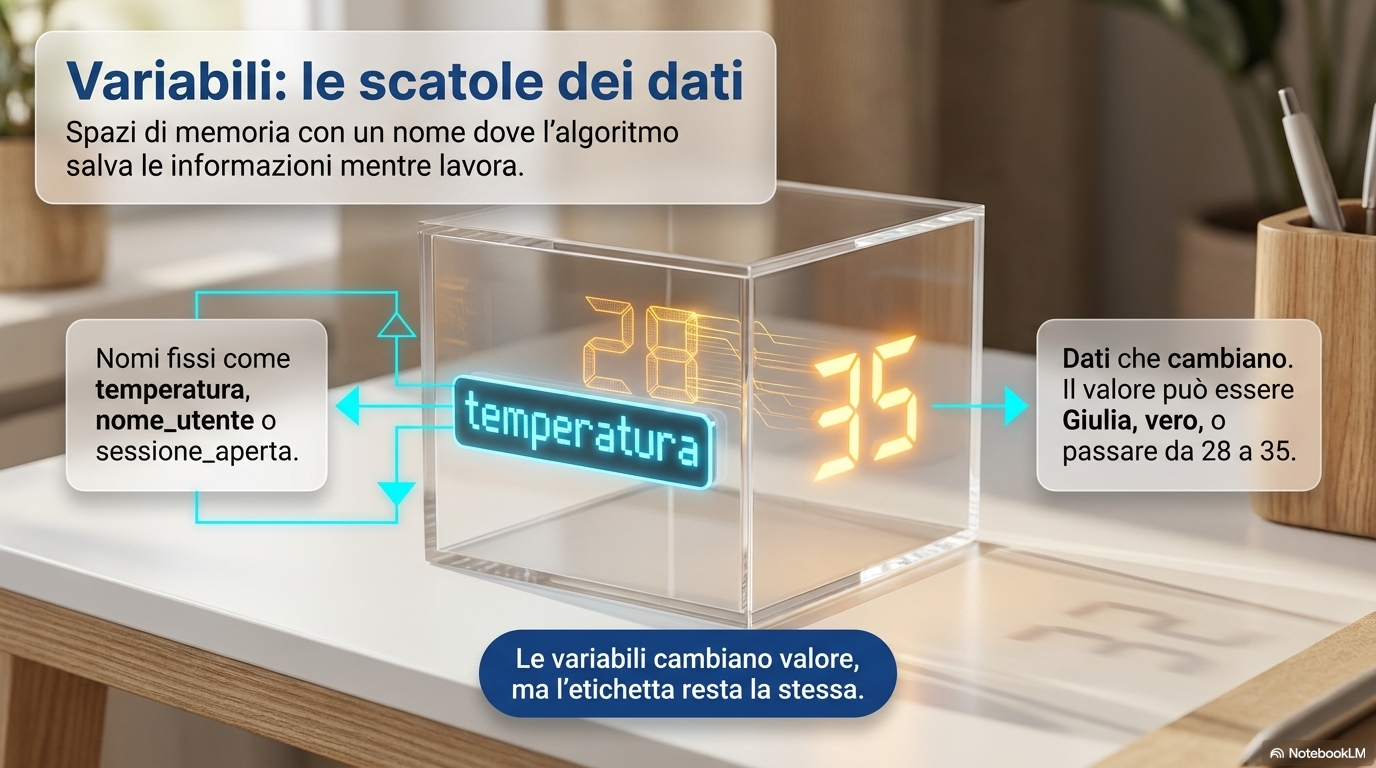 Variabili: le scatole dei dati
Spazi di memoria con un nome dove l'algoritmo
salva le informazioni mentre lavora.
Nomi fissi come
temperatura,
nome_utente o
sessione_aperta.
28
temperatura
35
Dati che cambiano.
Il valore può essere
Giulia, vero, o
passare da 28 a 35.
Le variabili cambiano valore,
ma l'etichetta resta la stessa.
NotebookLM